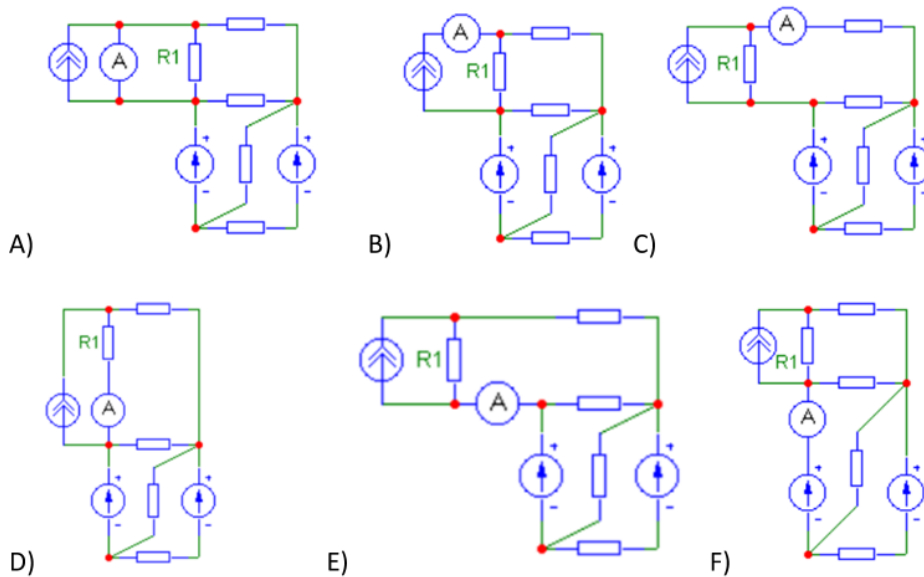 A
R1
+
+
-
-
A)
A
R1
+
+
-
-
B)
A
R1
+
+
-
-
C)
R1
A
+
+
-
-
D)
R1
A
+
+
-
-
E)
R1
A
+
+
-
-
F)